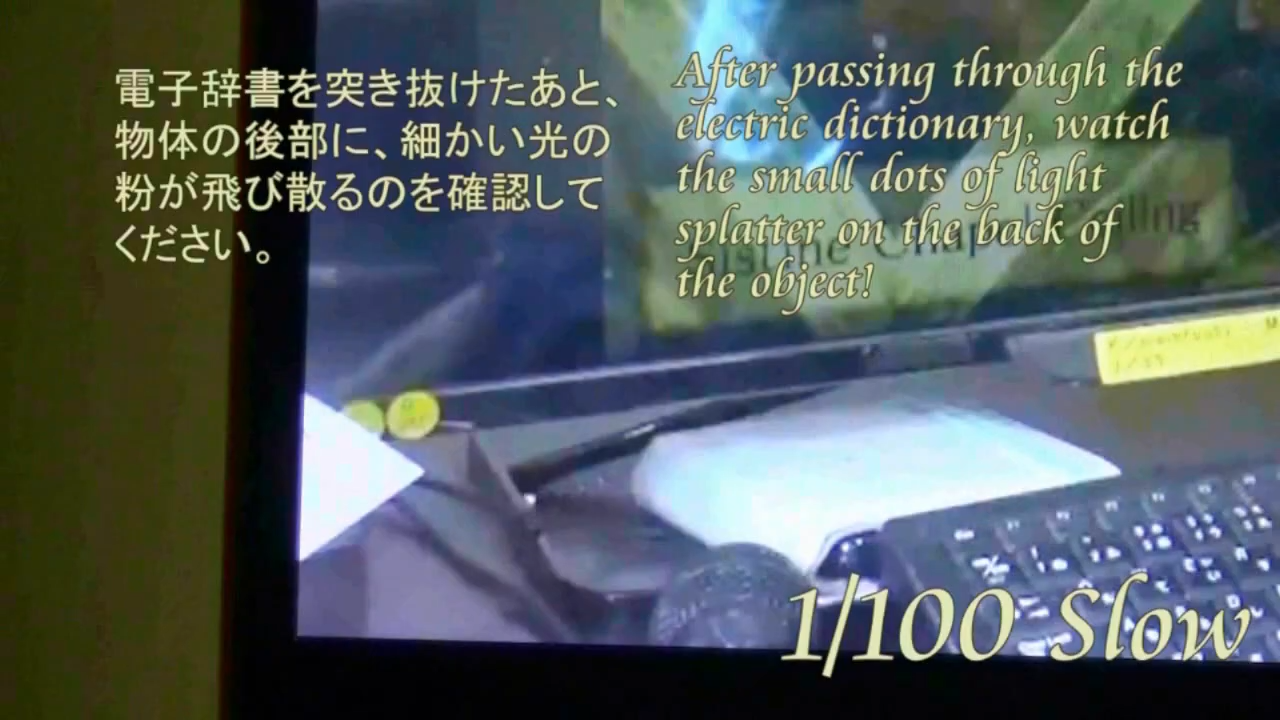 電子辞書を突き抜けたあと、
物体の後部に、細かい光の
粉が飛び散るのを確認して
ください。
After passing through the
electric dictionary, watch
the small dots of light
splatter on the back of
the object!
1/100 Slow